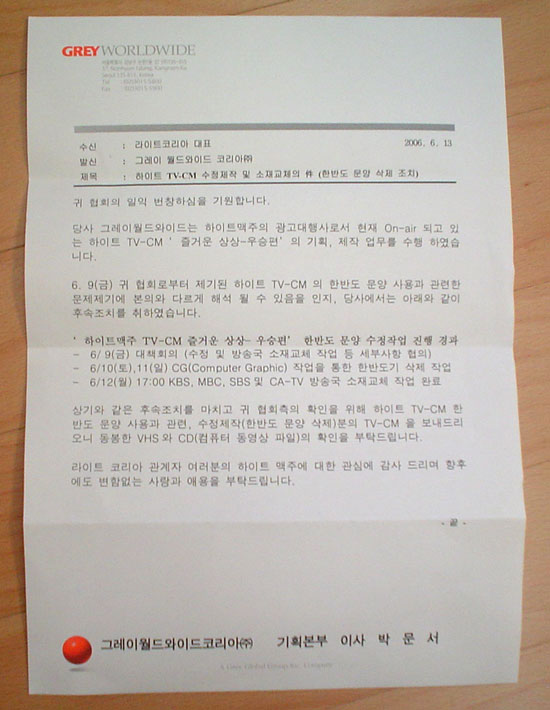 GREY WORLDWIDE
Seoul 135-813, Korea
Tel
Fax
수신 : 라이트코리아 대표 2006. 6. 13
발신 : 그레이 월드와이드 코리아㈜
제목 : 하이트 TV-CM 수정제작 및 소재교체의 件 (한반도 문양 삭제 조치)
귀 협회의 일익 번창하심을 기원합니다.
당사 그레이월드와이드는 하이트맥주의 광고대행사로서 현재 On-air 되고 있
는 하이트 TV-CM ' 즐거운 상상-우승편' 의 기획, 제작 업무를 수행 하였습
니다.
6. 9(금) 귀 협회로부터 제기된 하이트 TV-CM 의 한반도 문양 사용과 관련한
문제제기에 본의와 다르게 해석 될 수 있음을 인지, 당사에서는 아래와 같이
후속조치를 취하였습니다.
' 하이트맥주 TV-CM 즐거운 상상- 우승편' 한반도 문양 수정작업 진행 경과
- 6/ 9(금) 대책회의 (수정 및 방송국 소재교체 작업 등 세부사항 협의)
- 6/10(토),11(일) CG(Computer Graphic) 작업을 통한 한반도기 삭제 작업
- 6/12(월) 17:00 KBS, MBC, SBS 및 CA-TV 방송국 소재교체 작업 완료
상기와 같은 후속조치를 마치고 귀 협회측의 확인을 위해 하이트 TV-CM 한
반도 문양 사용과 관련, 수정제작(한반도 문양 삭제)분의 TV-CM 을 보내드리
오니 동봉한 VHS 와 CD(컴퓨터 동영상 파일)의 확인을 부탁드립니다.
라이트 코리아 관계자 여러분의 하이트 맥주에 대한 관심에 감사 드리며 향후
에도 변함없는 사랑과 애용을 부탁드립니다.
- 끝 -
그레이월드와이드코리아㈜ 기획본부 이사 박 문 서
A Grey Global Group Inc. Company